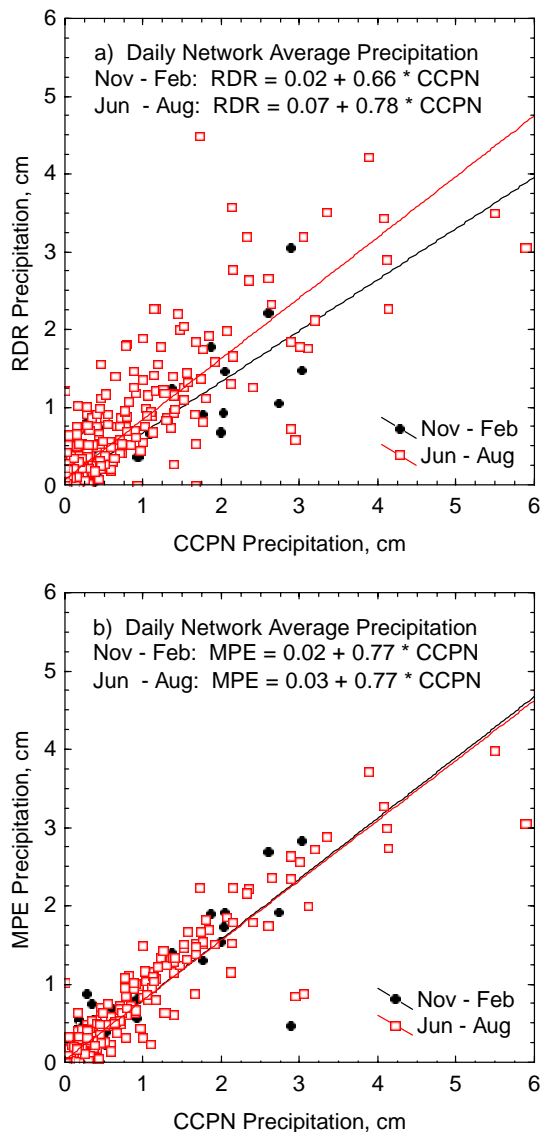 a) Daily Network Average Precipitation
Nov - Feb: RDR = 0.02 + 0.66 * CCPN
Jun - Aug: RDR = 0.07 + 0.78 * CCPN
6
5
4
3
2
1
0
RDR Precipitation, cm
Nov - Feb
Jun - Aug
0 1 2 3 4 5 6
CCPN Precipitation, cm
b) Daily Network Average Precipitation
Nov - Feb: MPE = 0.02 + 0.77 * CCPN
Jun - Aug: MPE = 0.03 + 0.77 * CCPN
6
5
4
3
2
1
0
MPE Precipitation, cm
Nov - Feb
Jun - Aug
0 1 2 3 4 5 6
CCPN Precipitation, cm